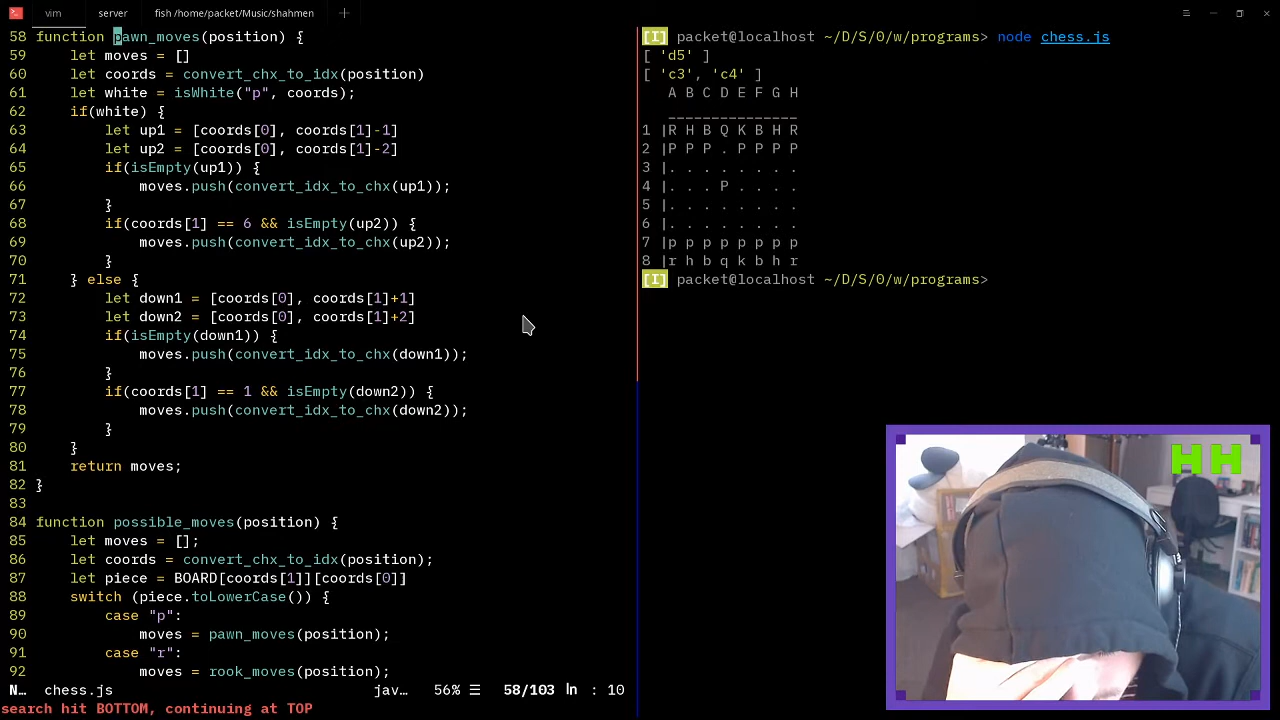 vim server fish /home/packet/Music/shahmen
58 function pawn_moves(position) {
59     let moves = []
60     let coords = convert_chx_to_idx(position)
61     let white = isWhite("p", coords);
62     if(white) {
63         let up1 = [coords[0], coords[1]-1]
64         let up2 = [coords[0], coords[1]-2]
65         if(isEmpty(up1)) {
66             moves.push(convert_idx_to_chx(up1));
67         }
68         if(coords[1] == 6 && isEmpty(up2)) {
69             moves.push(convert_idx_to_chx(up2));
70         }
71     } else {
72         let down1 = [coords[0], coords[1]+1]
73         let down2 = [coords[0], coords[1]+2]
74         if(isEmpty(down1)) {
75             moves.push(convert_idx_to_chx(down1));
76         }
77         if(coords[1] == 1 && isEmpty(down2)) {
78             moves.push(convert_idx_to_chx(down2));
79         }
80     }
81     return moves;
82 }
83
84 function possible_moves(position) {
85     let moves = [];
86     let coords = convert_chx_to_idx(position);
87     let piece = BOARD[coords[1]][coords[0]]
88     switch (piece.toLowerCase()) {
89         case "p":
90             moves = pawn_moves(position);
91         case "r":
92             moves = rook_moves(position);
N… chess.js jav… 56% ☰ 58/103 ln : 10
search hit BOTTOM, continuing at TOP
[I] packet@localhost ~/D/S/0/w/programs> node chess.js
[ 'd5' ]
[ 'c3', 'c4' ]
   A B C D E F G H
   _______________
1 |R H B Q K B H R
2 |P P P . P P P P
3 |. . . . . . . .
4 |. . . P . . . .
5 |. . . . . . . .
6 |. . . . . . . .
7 |p p p p p p p p
8 |r h b q k b h r
[I] packet@localhost ~/D/S/0/w/programs>
HH